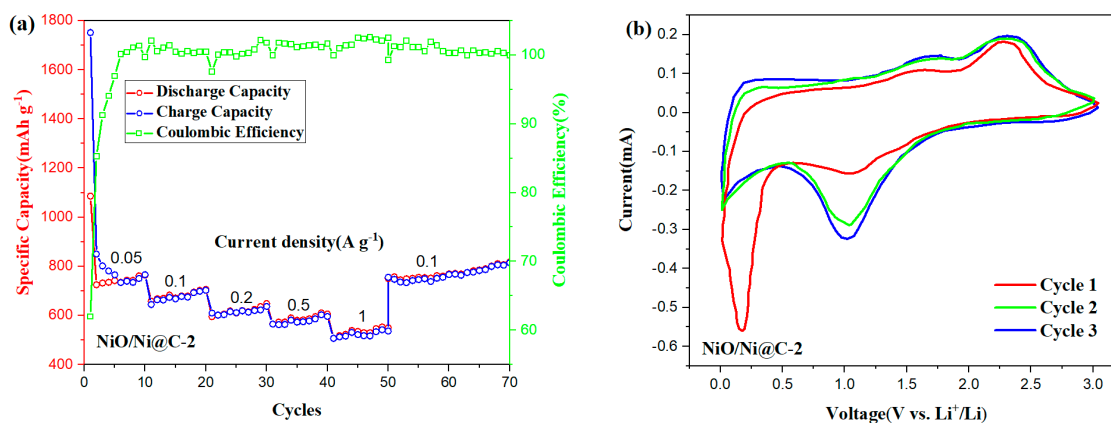 (a)
1800
1600
1400
1200
1000
800
600
400
Specific Capacity(mAh g⁻¹)
Discharge Capacity
Charge Capacity
Coulombic Efficiency
Current density(A g⁻¹)
0.05
0.1
0.2
0.5
1
0.1
NiO/Ni@C-2
0 10 20 30 40 50 60 70
Cycles
100
90
80
70
60
Coulombic Efficiency(%)
(b)
0.2
0.1
0.0
-0.1
-0.2
-0.3
-0.4
-0.5
-0.6
Current(mA)
Cycle 1
Cycle 2
Cycle 3
NiO/Ni@C-2
0.0 0.5 1.0 1.5 2.0 2.5 3.0
Voltage(V vs. Li⁺/Li)